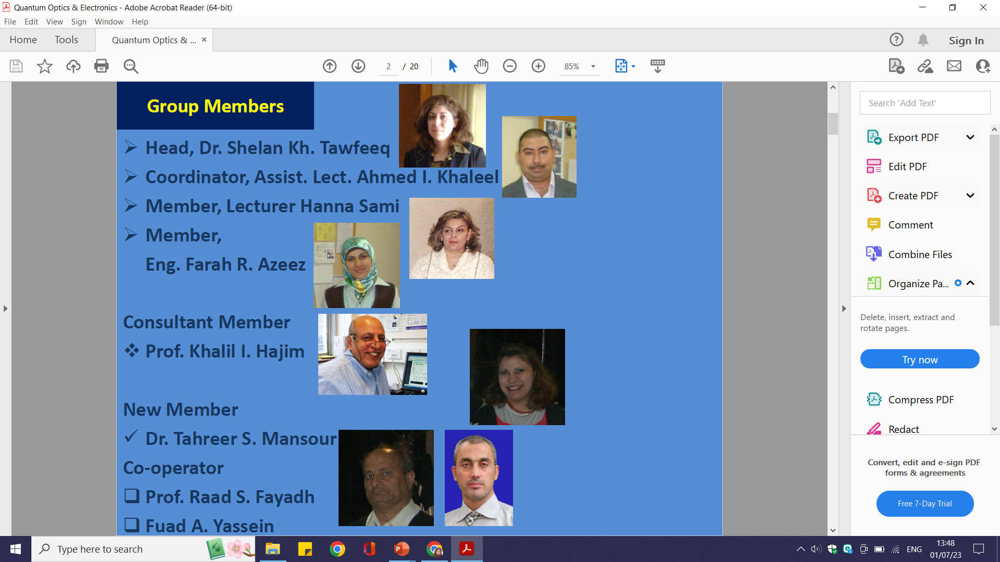 Quantum Optics & Electronics - Adobe Acrobat Reader (64-bit)
File Edit View Sign Window Help
Home Tools Quantum Optics & ... × Sign In
2 / 20 85%
Group Members
Head, Dr. Shelan Kh. Tawfeeq
Coordinator, Assist. Lect. Ahmed I. Khaleel
Member, Lecturer Hanna Sami
Member,
Eng. Farah R. Azeez
Consultant Member
Prof. Khalil I. Hajim
New Member
Dr. Tahreer S. Mansour
Co-operator
Prof. Raad S. Fayadh
Fuad A. Yassein
Search 'Add Text'
Export PDF
Edit PDF
Create PDF
Comment
Combine Files
Organize Pa...
Delete, insert, extract and
rotate pages.
Try now
Compress PDF
Redact
Convert, edit and e-sign PDF
forms & agreements
Free 7-Day Trial
Type here to search
ENG
13:48
01/07/23